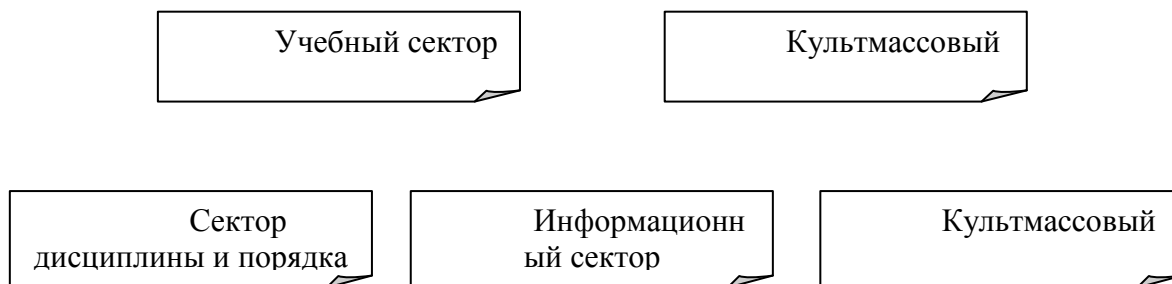 Учебный сектор
Культмассовый
Сектор
дисциплины и порядка
Информационн
ый сектор
Культмассовый